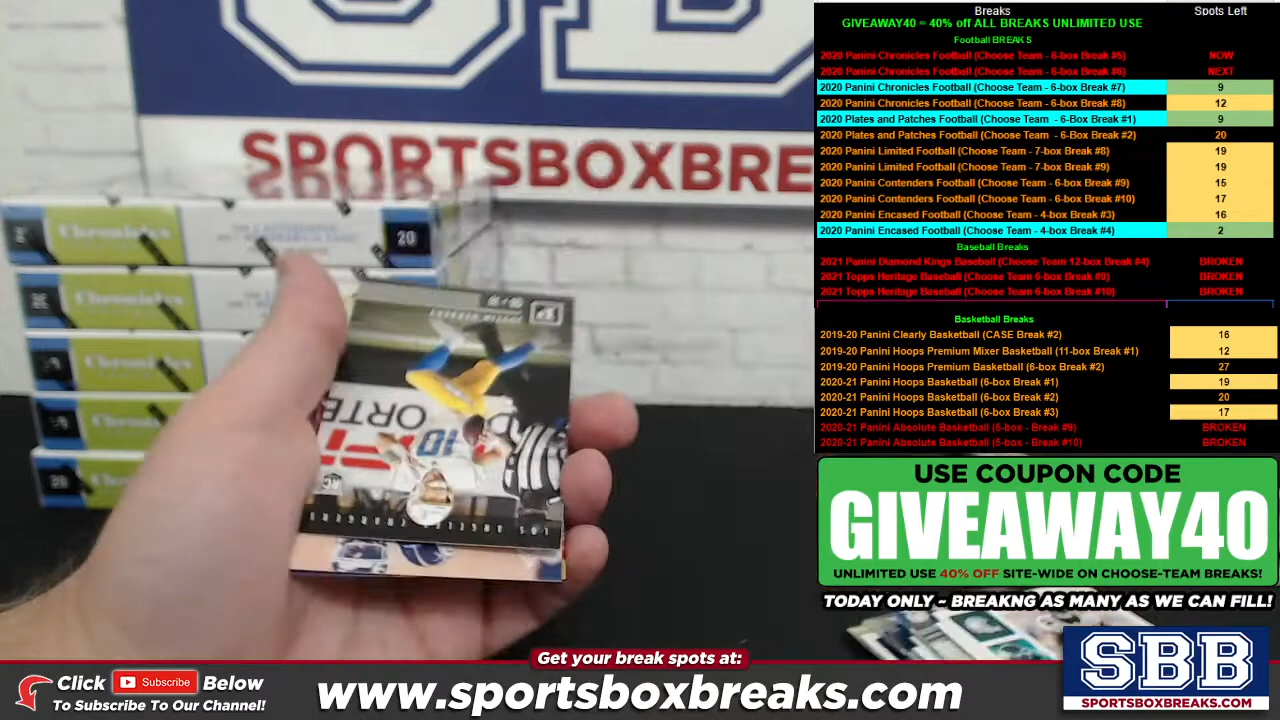 SBB
SPORTSBOXBRE
Chronicles
20
Chronicles
Chronicles
Chronicles
20
JUSTIN HERBERT
10
LOS ANGELES CHARGERS
Breaks Spots Left
GIVEAWAY40 = 40% off ALL BREAKS UNLIMITED USE
Football BREAKS
2020 Panini Chronicles Football (Choose Team - 6-box Break #5) NOW
2020 Panini Chronicles Football (Choose Team - 6-box Break #6) NEXT
2020 Panini Chronicles Football (Choose Team - 6-box Break #7) 9
2020 Panini Chronicles Football (Choose Team - 6-box Break #8) 12
2020 Plates and Patches Football (Choose Team - 6-Box Break #1) 9
2020 Plates and Patches Football (Choose Team - 6-Box Break #2) 20
2020 Panini Limited Football (Choose Team - 7-box Break #8) 19
2020 Panini Limited Football (Choose Team - 7-box Break #9) 19
2020 Panini Contenders Football (Choose Team - 6-box Break #9) 15
2020 Panini Contenders Football (Choose Team - 6-box Break #10) 17
2020 Panini Encased Football (Choose Team - 4-box Break #3) 16
2020 Panini Encased Football (Choose Team - 4-box Break #4) 2
Baseball Breaks
2021 Panini Diamond Kings Baseball (Choose Team 12-box Break #4) BROKEN
2021 Topps Heritage Baseball (Choose Team 6-box Break #9) BROKEN
2021 Topps Heritage Baseball (Choose Team 6-box Break #10) BROKEN
Basketball Breaks
2019-20 Panini Clearly Basketball (CASE Break #2) 16
2019-20 Panini Hoops Premium Mixer Basketball (11-box Break #1) 12
2019-20 Panini Hoops Premium Basketball (6-box Break #2) 27
2020-21 Panini Hoops Basketball (6-box Break #1) 19
2020-21 Panini Hoops Basketball (6-box Break #2) 20
2020-21 Panini Hoops Basketball (6-box Break #3) 17
2020-21 Panini Absolute Basketball (5-box - Break #9) BROKEN
2020-21 Panini Absolute Basketball (5-box - Break #10) BROKEN
USE COUPON CODE
GIVEAWAY40
UNLIMITED USE 40% OFF SITE-WIDE ON CHOOSE-TEAM BREAKS!
TODAY ONLY ~ BREAKNG AS MANY AS WE CAN FILL!
Get your break spots at:
Click Subscribe Below
To Subscribe To Our Channel!
www.sportsboxbreaks.com
SBB
SPORTSBOXBREAKS.COM